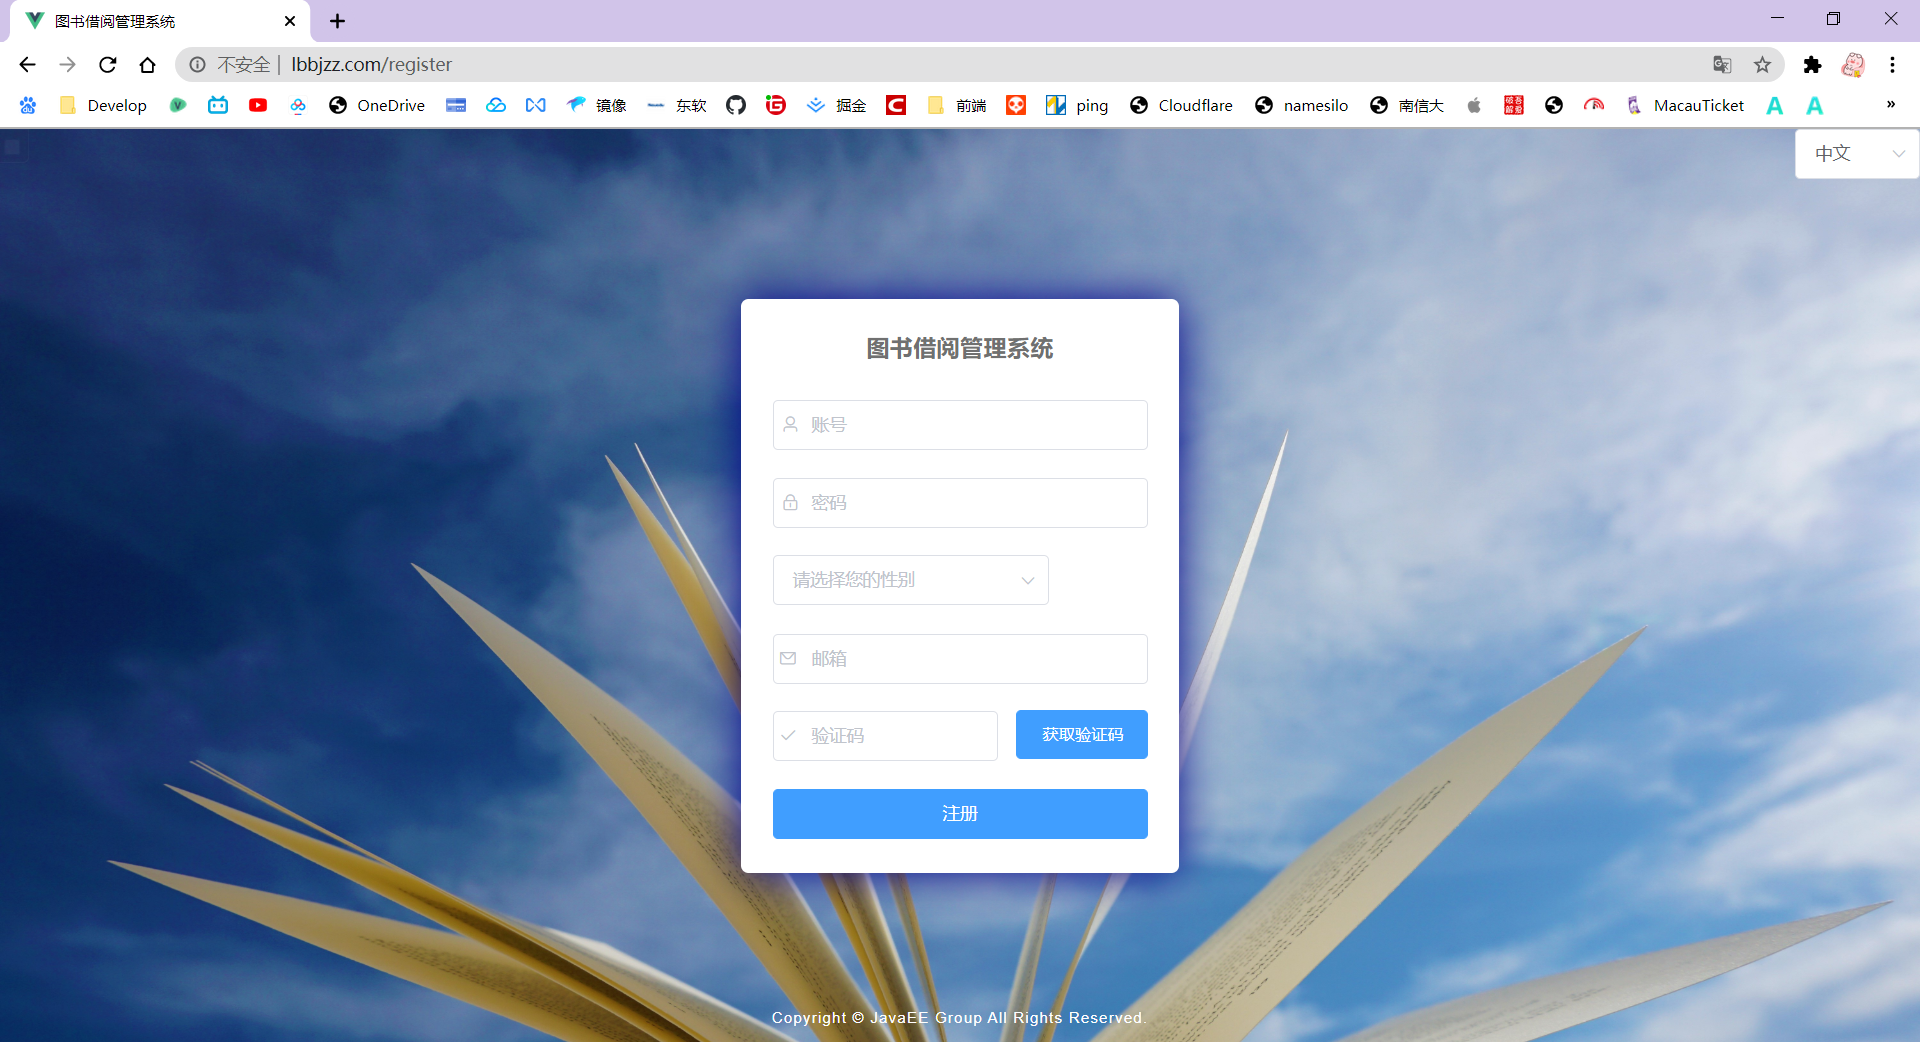 图书借阅管理系统
不安全 | lbbjzz.com/register
Develop OneDrive 镜像 东软 掘金 前端 ping Cloudflare namesilo 南信大 MacauTicket »
中文
图书借阅管理系统
账号
密码
请选择您的性别
邮箱
验证码 获取验证码
注册
Copyright © JavaEE Group All Rights Reserved.